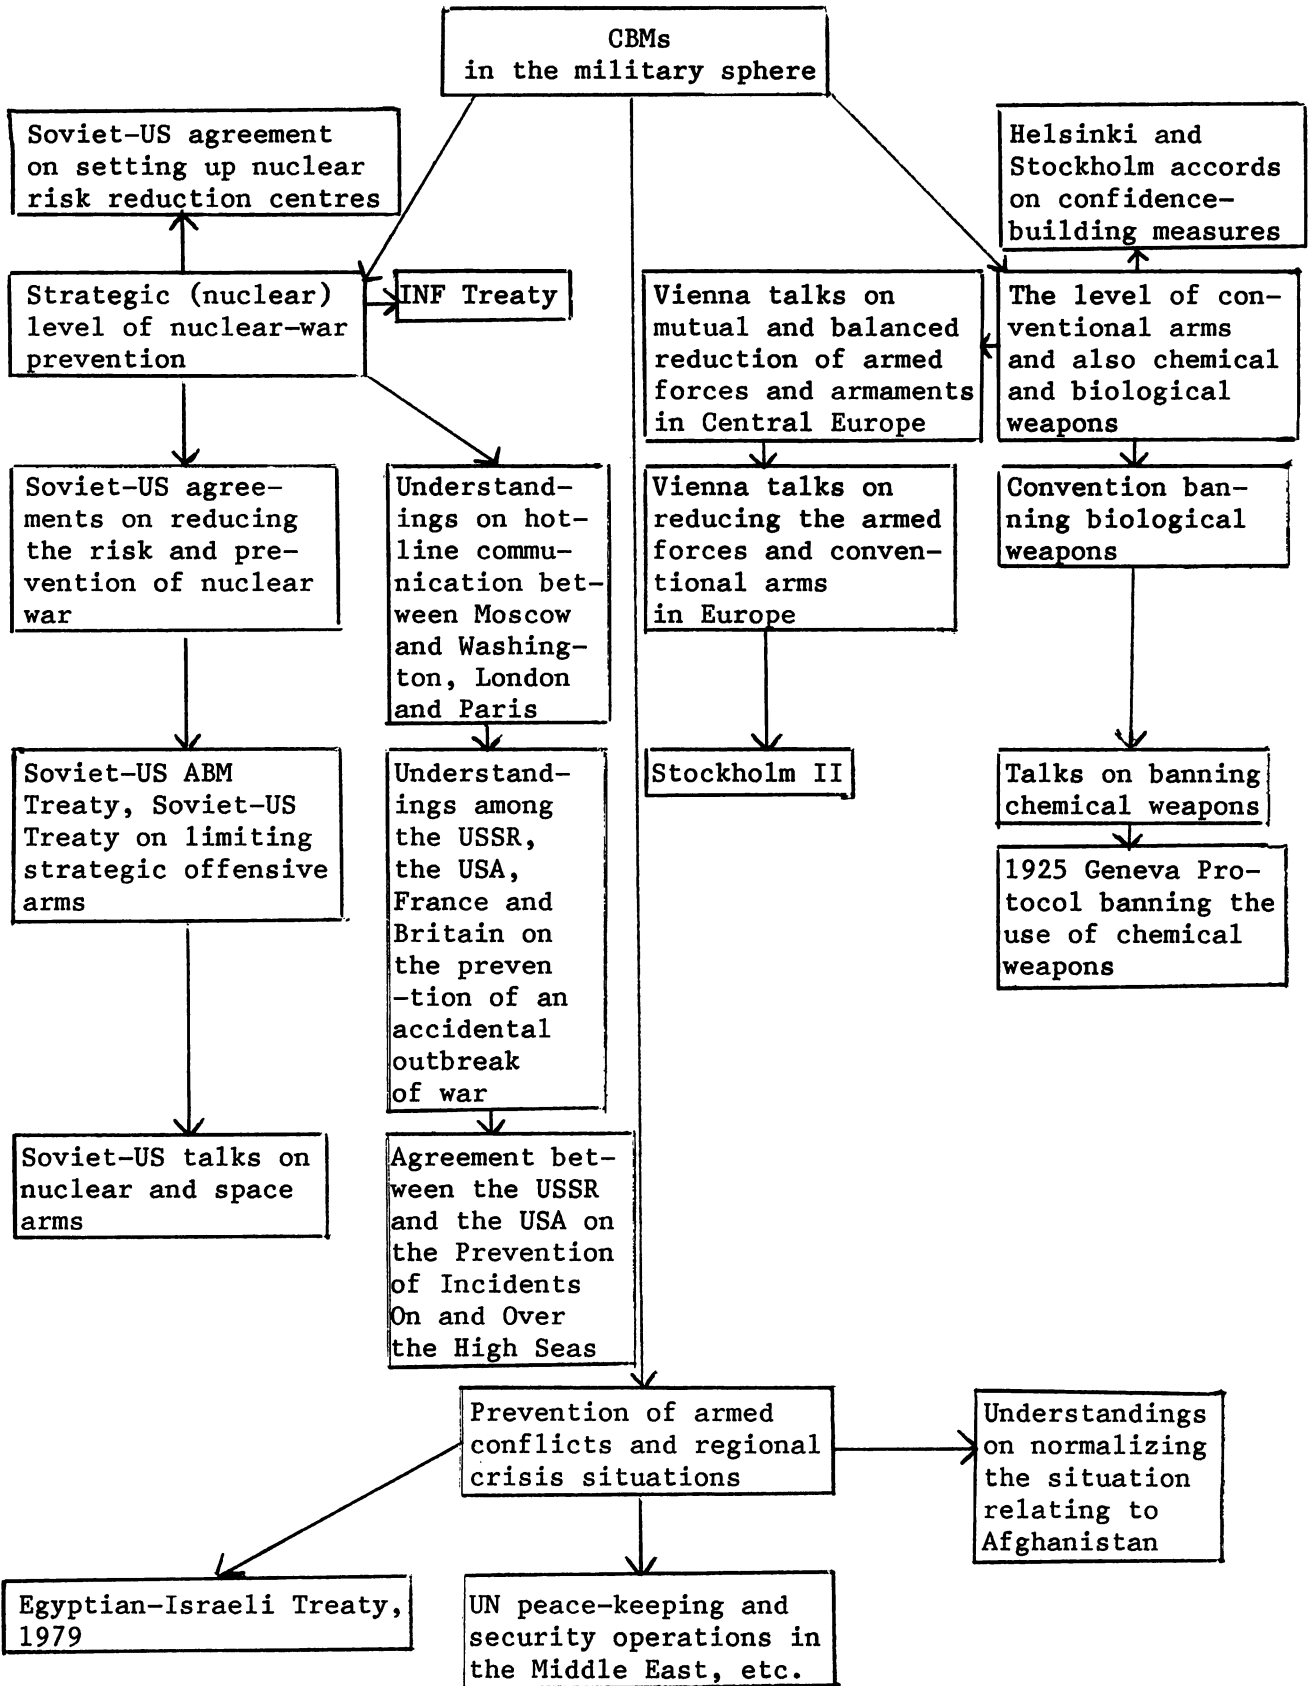 CBMs
in the military sphere
Soviet-US agreement
on setting up nuclear
risk reduction centres
Helsinki and
Stockholm accords
on confidence-
building measures
Strategic (nuclear)
level of nuclear-war
prevention
INF Treaty
Vienna talks on
mutual and balanced
reduction of armed
forces and armaments
in Central Europe
The level of con-
ventional arms
and also chemical
and biological
weapons
Soviet-US agree-
ments on reducing
the risk and pre-
vention of nuclear
war
Understand-
ings on hot-
line commu-
nication bet-
ween Moscow
and Washing-
ton, London
and Paris
Vienna talks on
reducing the armed
forces and conven-
tional arms
in Europe
Convention ban-
ning biological
weapons
Soviet-US ABM
Treaty, Soviet-US
Treaty on limiting
strategic offensive
arms
Understand-
ings among
the USSR,
the USA,
France and
Britain on
the preven
-tion of an
accidental
outbreak
of war
Stockholm II
Talks on banning
chemical weapons
1925 Geneva Pro-
tocol banning the
use of chemical
weapons
Soviet-US talks on
nuclear and space
arms
Agreement bet-
ween the USSR
and the USA on
the Prevention
of Incidents
On and Over
the High Seas
Prevention of armed
conflicts and regional
crisis situations
Understandings
on normalizing
the situation
relating to
Afghanistan
Egyptian-Israeli Treaty,
1979
UN peace-keeping and
security operations in
the Middle East, etc.